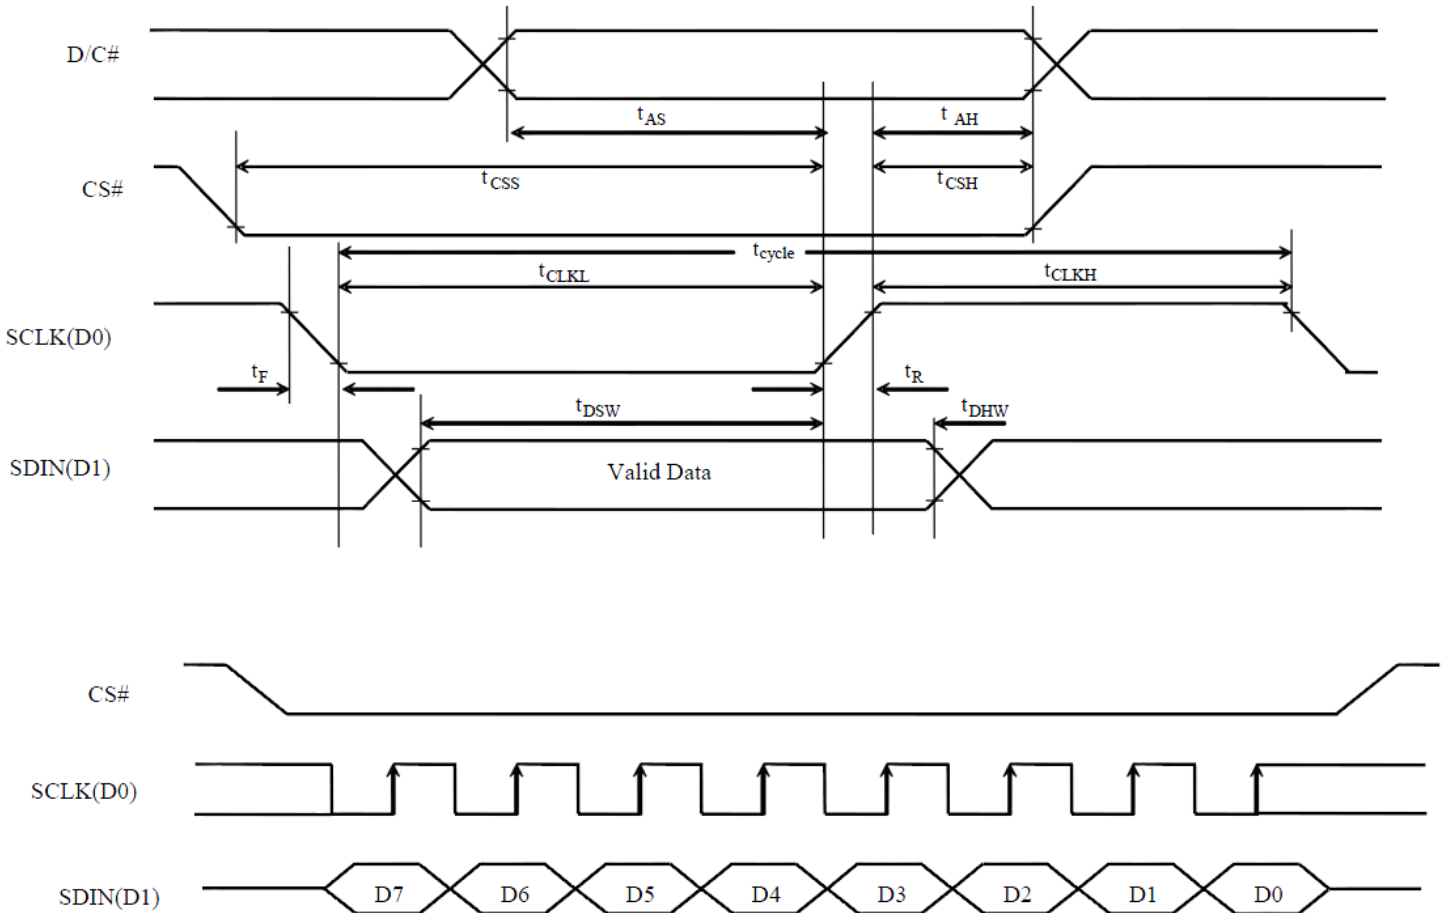 D/C#
tAS
t AH
CS#
tCSS
tCSH
tcycle
tCLKL
tCLKH
SCLK(D0)
tF
tR
tDSW
tDHW
SDIN(D1)
Valid Data
CS#
SCLK(D0)
SDIN(D1)
D7 D6 D5 D4 D3 D2 D1 D0